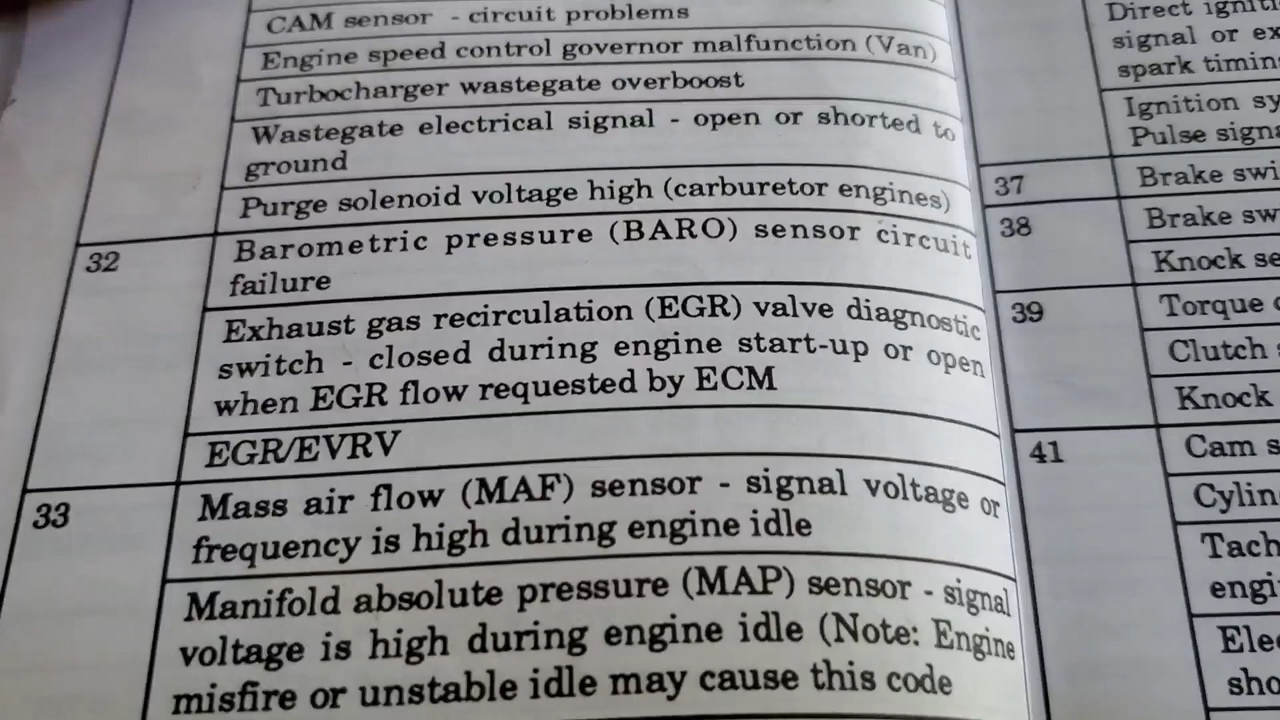 CAM sensor - circuit problems
Engine speed control governor malfunction (Van)
Turbocharger wastegate overboost
Wastegate electrical signal - open or shorted to
ground
Purge solenoid voltage high (carburetor engines)
32
Barometric pressure (BARO) sensor circuit
failure
Exhaust gas recirculation (EGR) valve diagnostic
switch - closed during engine start-up or open
when EGR flow requested by ECM
EGR/EVRV
33
Mass air flow (MAF) sensor - signal voltage or
frequency is high during engine idle
Manifold absolute pressure (MAP) sensor - signal
voltage is high during engine idle (Note: Engine
misfire or unstable idle may cause this code
Direct
signal or
spark
Ignition
Pulse
37
Brake
38
Brake
Knock
39
Torque
Clutch
Knock
41
Cam